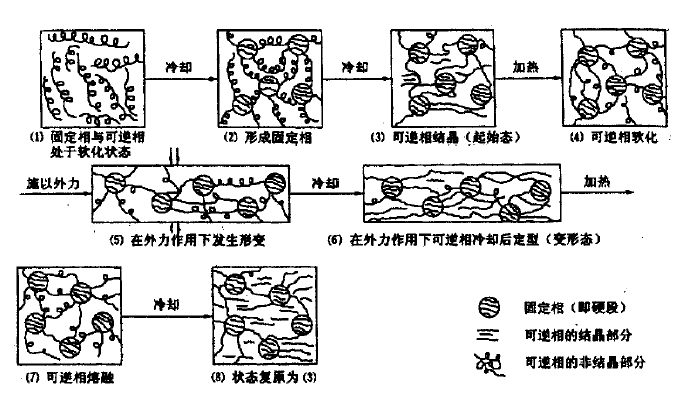 冷却
冷却
加热
(1) 固定相与可逆相
处于软化状态
(2) 形成固定相
(3) 可逆相结晶（起始态）
(4) 可逆相软化
施以外力
冷却
加热
(5) 在外力作用下发生形变
(6) 在外力作用下可逆相冷却后定型（变形态）
冷却
固定相（即硬段）
可逆相的结晶部分
可逆相的非结晶部分
(7) 可逆相熔融
(8) 状态复原为 (3)